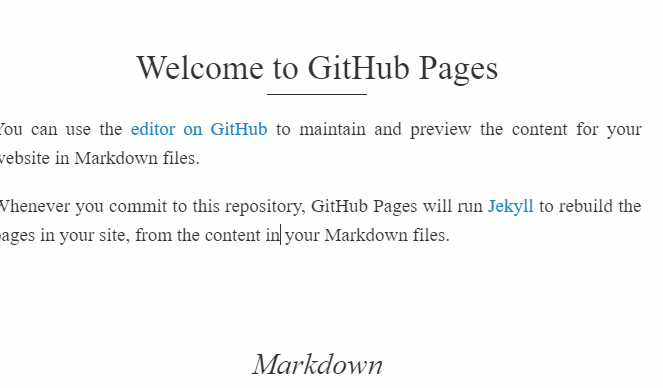 Welcome to GitHub Pages
You can use the editor on GitHub to maintain and preview the content for your
website in Markdown files.
Whenever you commit to this repository, GitHub Pages will run Jekyll to rebuild the
pages in your site, from the content in your Markdown files.
Markdown